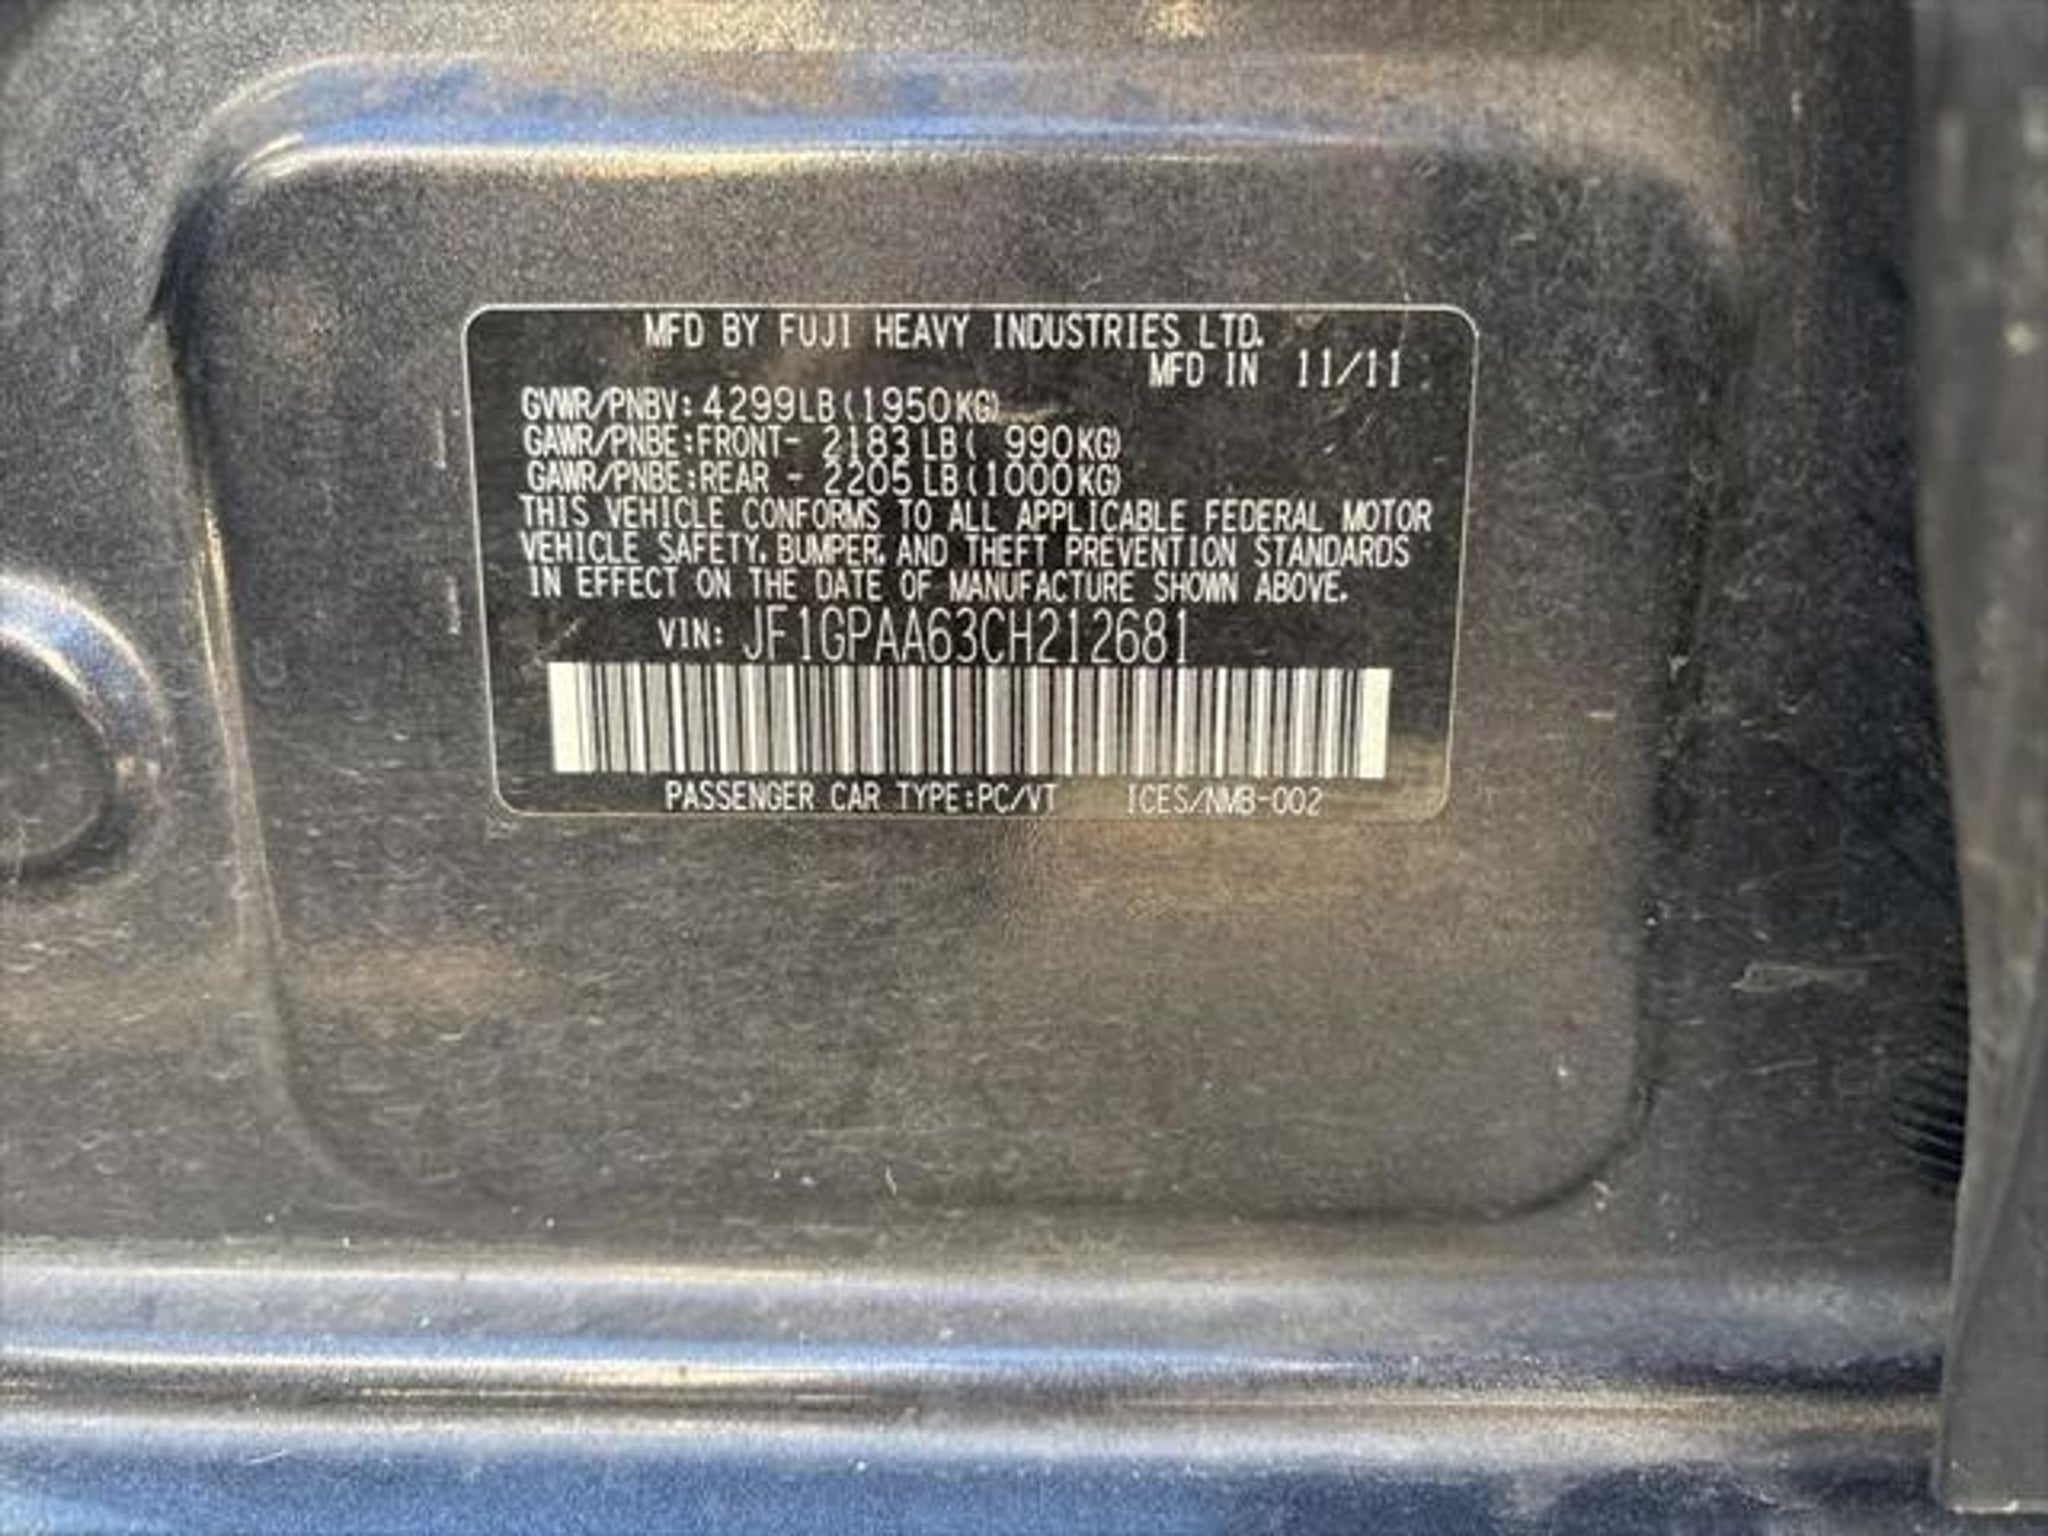 MFD BY FUJI HEAVY INDUSTRIES LTD.
MFD IN 11/11
GVWR/PNBV: 4299LB(1950KG)
GAWR/PNBE:FRONT- 2183LB( 990KG)
GAWR/PNBE:REAR - 2205LB(1000KG)
THIS VEHICLE CONFORMS TO ALL APPLICABLE FEDERAL MOTOR
VEHICLE SAFETY, BUMPER, AND THEFT PREVENTION STANDARDS
IN EFFECT ON THE DATE OF MANUFACTURE SHOWN ABOVE.
VIN: JF1GPAA63CH212681
PASSENGER CAR TYPE:PC/VT ICES/NMB-002